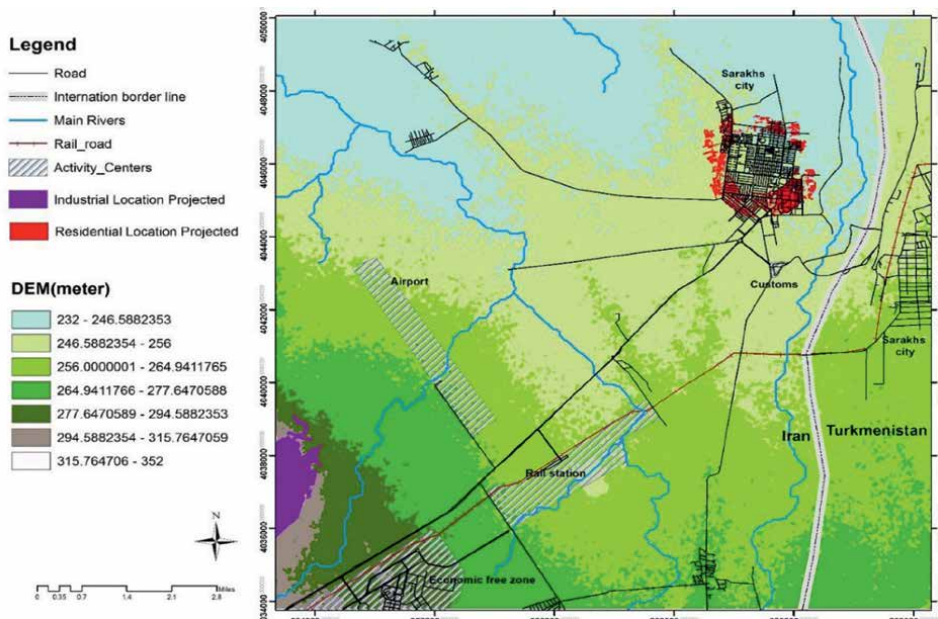 Legend
Road
Internation border line
Main Rivers
Rail_road
Activity_Centers
Industrial Location Projected
Residential Location Projected
DEM(meter)
232 - 246.5882353
246.5882354 - 256
256.0000001 - 264.9411765
264.9411766 - 277.6470588
277.6470589 - 294.5882353
294.5882354 - 315.7647059
315.764706 - 352
N
0 0.35 0.7 1.4 2.1 2.8 Miles
4050000
4048000
4046000
4044000
4042000
4040000
4038000
4036000
4034000
Sarakhs
city
Airport
Customs
Sarakhs
city
Iran Turkmenistan
Rail station
Economic free zone